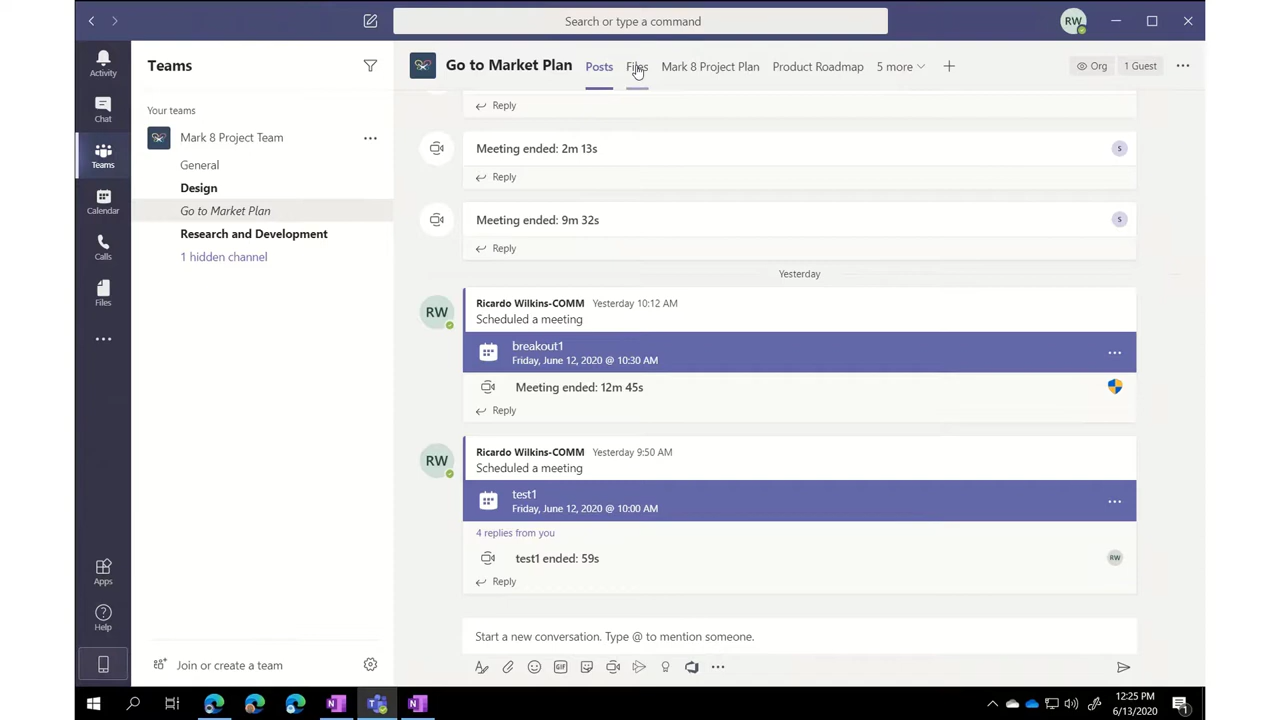 Search or type a command
RW
Activity
Chat
Teams
Calendar
Calls
Files
Apps
Help
Teams
Your teams
Mark 8 Project Team
General
Design
Go to Market Plan
Research and Development
1 hidden channel
Join or create a team
Go to Market Plan
Posts
Files
Mark 8 Project Plan
Product Roadmap
5 more
Org
1 Guest
Reply
Meeting ended: 2m 13s
S
Reply
Meeting ended: 9m 32s
S
Reply
Yesterday
RW
Ricardo Wilkins-COMM Yesterday 10:12 AM
Scheduled a meeting
breakout1
Friday, June 12, 2020 @ 10:30 AM
Meeting ended: 12m 45s
Reply
RW
Ricardo Wilkins-COMM Yesterday 9:50 AM
Scheduled a meeting
test1
Friday, June 12, 2020 @ 10:00 AM
4 replies from you
test1 ended: 59s
RW
Reply
Start a new conversation. Type @ to mention someone.
GIF
12:25 PM
6/13/2020
1